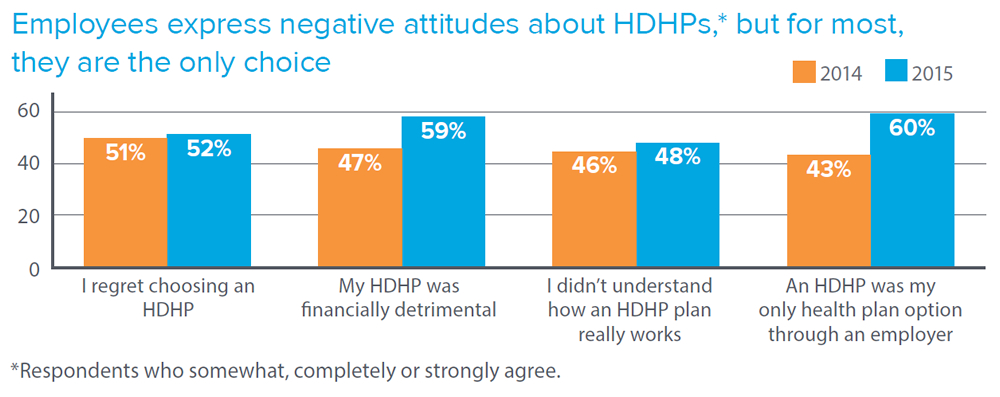 Employees express negative attitudes about HDHPs,* but for most,
they are the only choice
2014 2015
60
40
20
0
51% 52% 47% 59% 46% 48% 43% 60%
I regret choosing an
HDHP
My HDHP was
financially detrimental
I didn’t understand
how an HDHP plan
really works
An HDHP was my
only health plan option
through an employer
*Respondents who somewhat, completely or strongly agree.